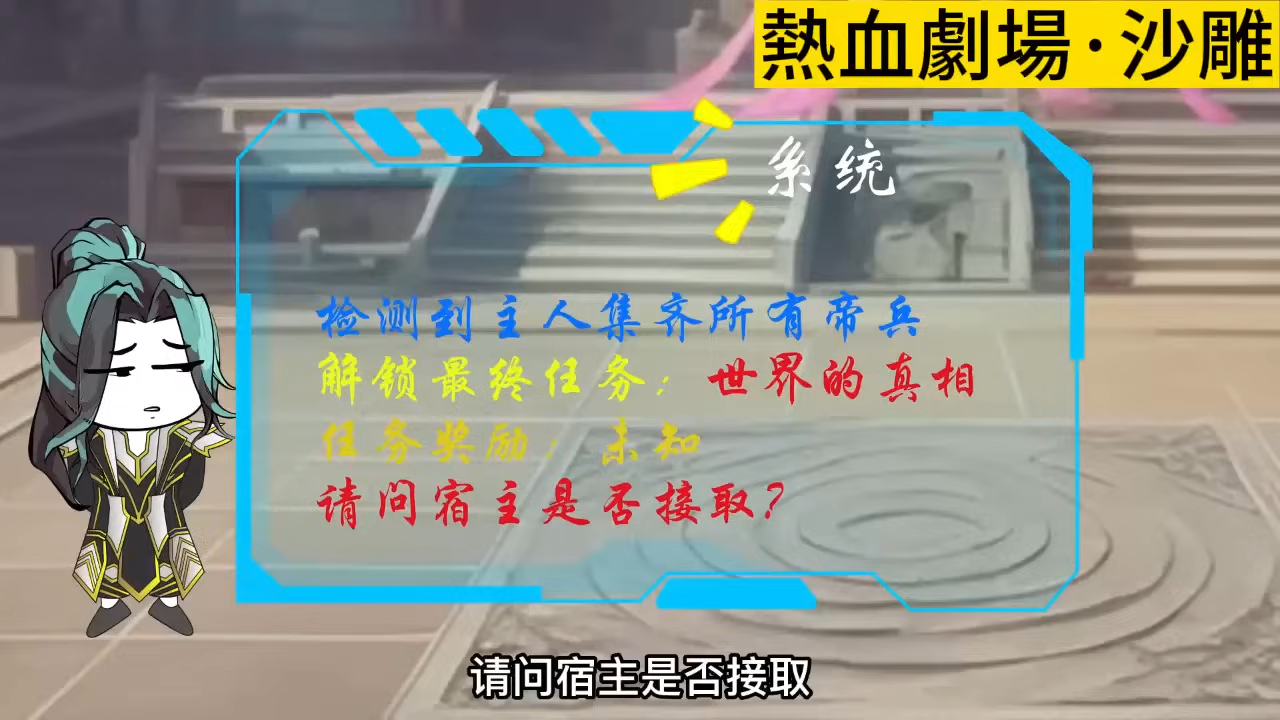 熱血劇場·沙雕
系统
检测到主人集齐所有帝兵
解锁最终任务：世界的真相
任务奖励：未知
请问宿主是否接取？
请问宿主是否接取